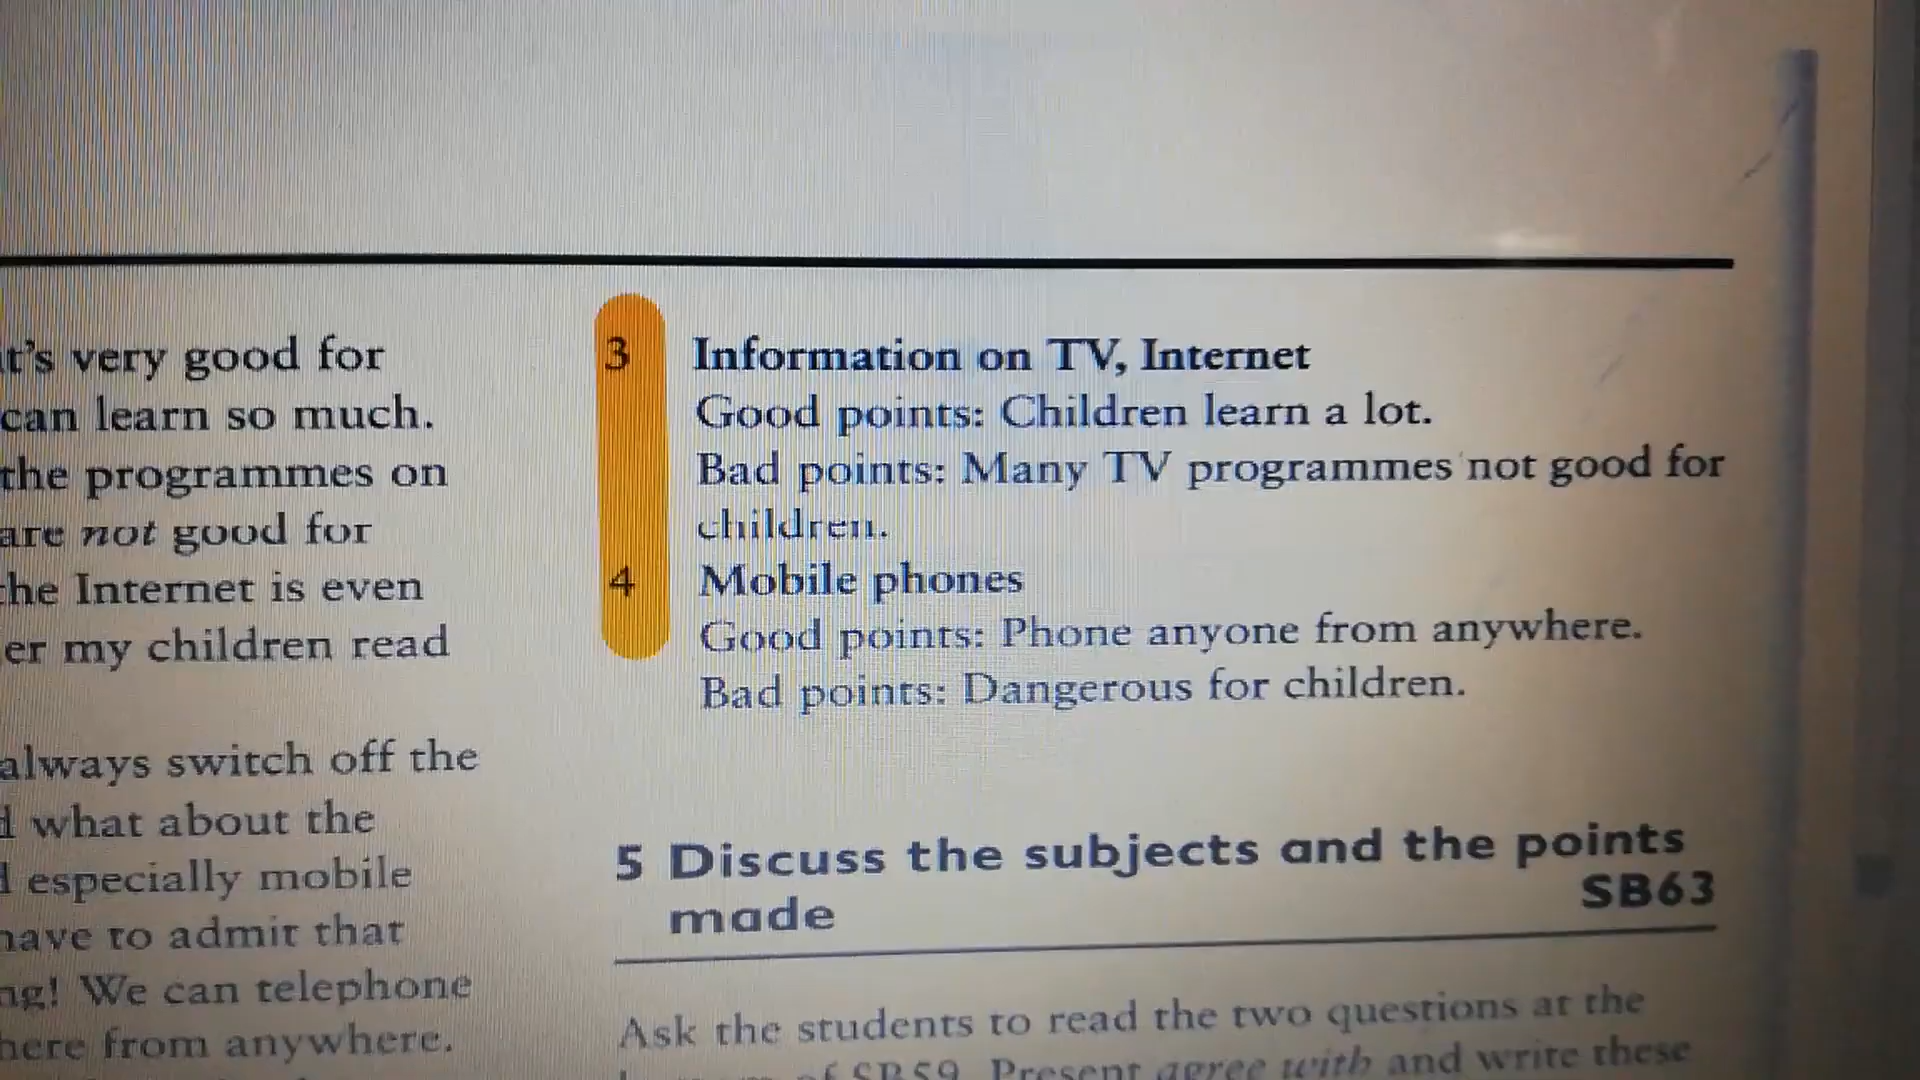 t's very good for
can learn so much.
the programmes on
are not good for
he Internet is even
er my children read
always switch off the
what about the
especially mobile
have to admit that
ng! We can telephone
here from anywhere.
3 Information on TV, Internet
Good points: Children learn a lot.
Bad points: Many TV programmes not good for
children.
4 Mobile phones
Good points: Phone anyone from anywhere.
Bad points: Dangerous for children.
5 Discuss the subjects and the points
made SB63
Ask the students to read the two questions at the
of SB59. Present agree with and write these